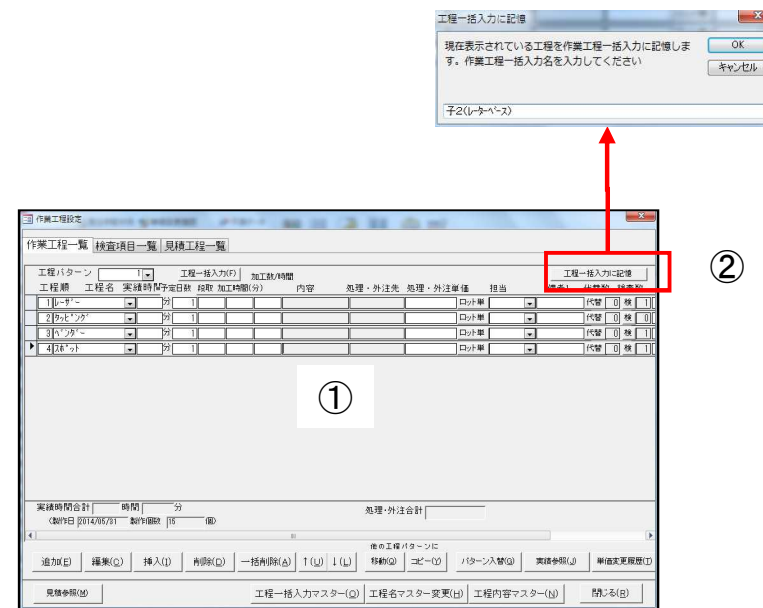 工程一括入力に記憶
現在表示されている工程を作業工程一括入力に記憶しま
す。作業工程一括入力名を入力してください
OK
キャンセル
子2(レーターベース)
作業工程設定
作業工程一覧 検査項目一覧 見積工程一覧
工程パターン 1 工程一括入力(F) 加工数/時間 工程一括入力に記憶
②
工程順 工程名 実績時間 予定日数 段取 加工時間(分) 内容 処理・外注先 処理・外注単価 担当 備考1 代替数 検査数
1 レーザー 分 1 ロット単 代替 0 検 1
2 タッピング 分 1 ロット単 代替 0 検 0
3 ベンダー 分 1 ロット単 代替 0 検 1
4 スポット 分 1 ロット単 代替 0 検 1
①
実績時間合計 時間 分 処理・外注合計
(製作日 2014/05/31 製作個数 15 個)
他の工程パターンに
追加(E) 編集(C) 挿入(I) 削除(D) 一括削除(A) ↑(U) ↓(L) 移動(Q) コピー(Y) パターン入替(Q) 実績参照(J) 単価変更履歴(T)
見積参照(M) 工程一括入力マスター(O) 工程名マスター変更(H) 工程内容マスター(N) 閉じる(R)